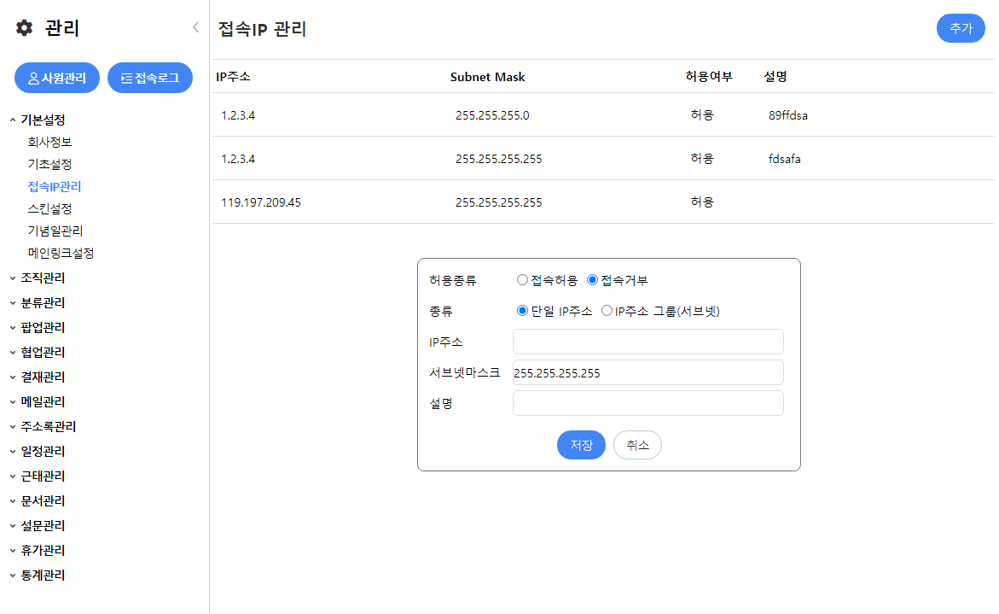 관리
사원관리 접속로그
기본설정
회사정보
기초설정
접속IP관리
스킨설정
기념일관리
메인링크설정
조직관리
분류관리
팝업관리
협업관리
결재관리
메일관리
주소록관리
일정관리
근태관리
문서관리
설문관리
휴가관리
통계관리
접속IP 관리 추가
IP주소 Subnet Mask 허용여부 설명
1.2.3.4 255.255.255.0 허용 89ffdsa
1.2.3.4 255.255.255.255 허용 fdsafa
119.197.209.45 255.255.255.255 허용
허용종류 접속허용 접속거부
종류 단일 IP주소 IP주소 그룹(서브넷)
IP주소
서브넷마스크 255.255.255.255
설명
저장 취소